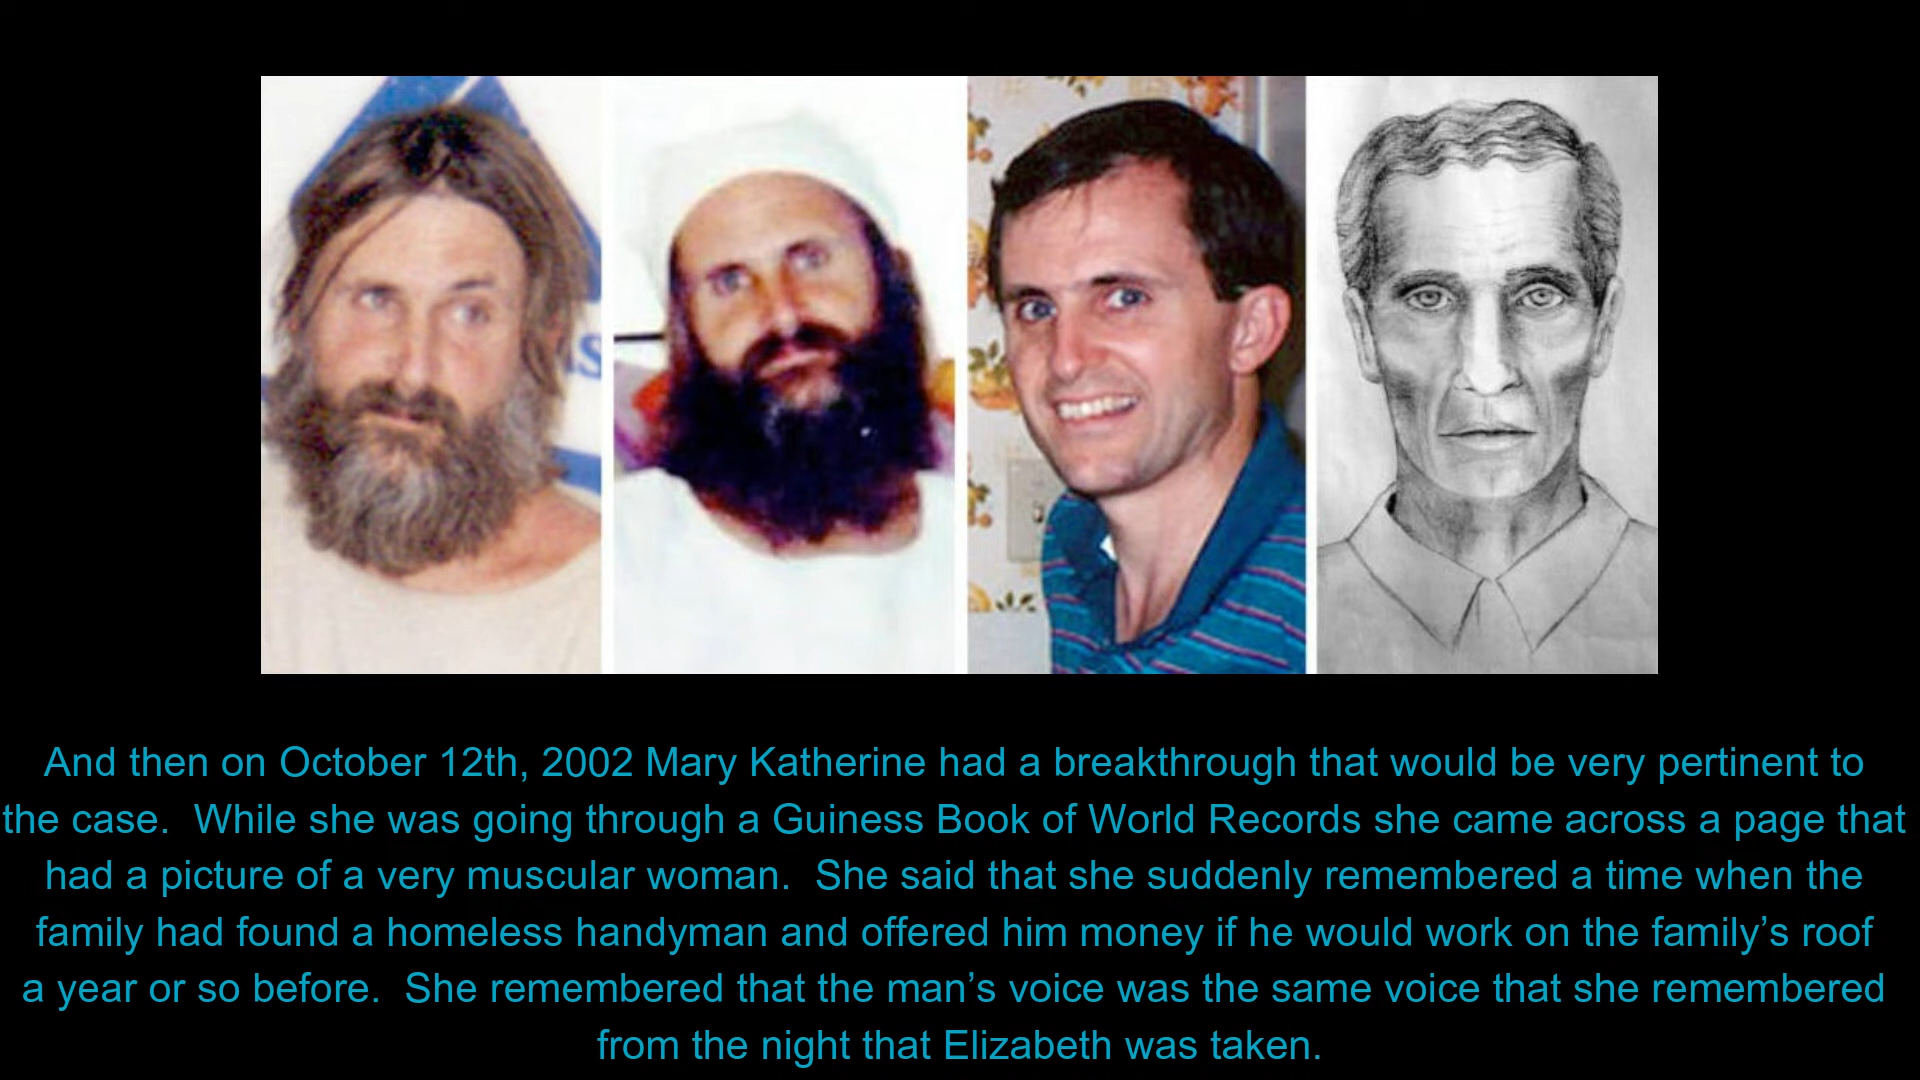 s
And then on October 12th, 2002 Mary Katherine had a breakthrough that would be very pertinent to
the case.  While she was going through a Guiness Book of World Records she came across a page that
had a picture of a very muscular woman.  She said that she suddenly remembered a time when the
family had found a homeless handyman and offered him money if he would work on the family’s roof
a year or so before.  She remembered that the man’s voice was the same voice that she remembered
from the night that Elizabeth was taken.